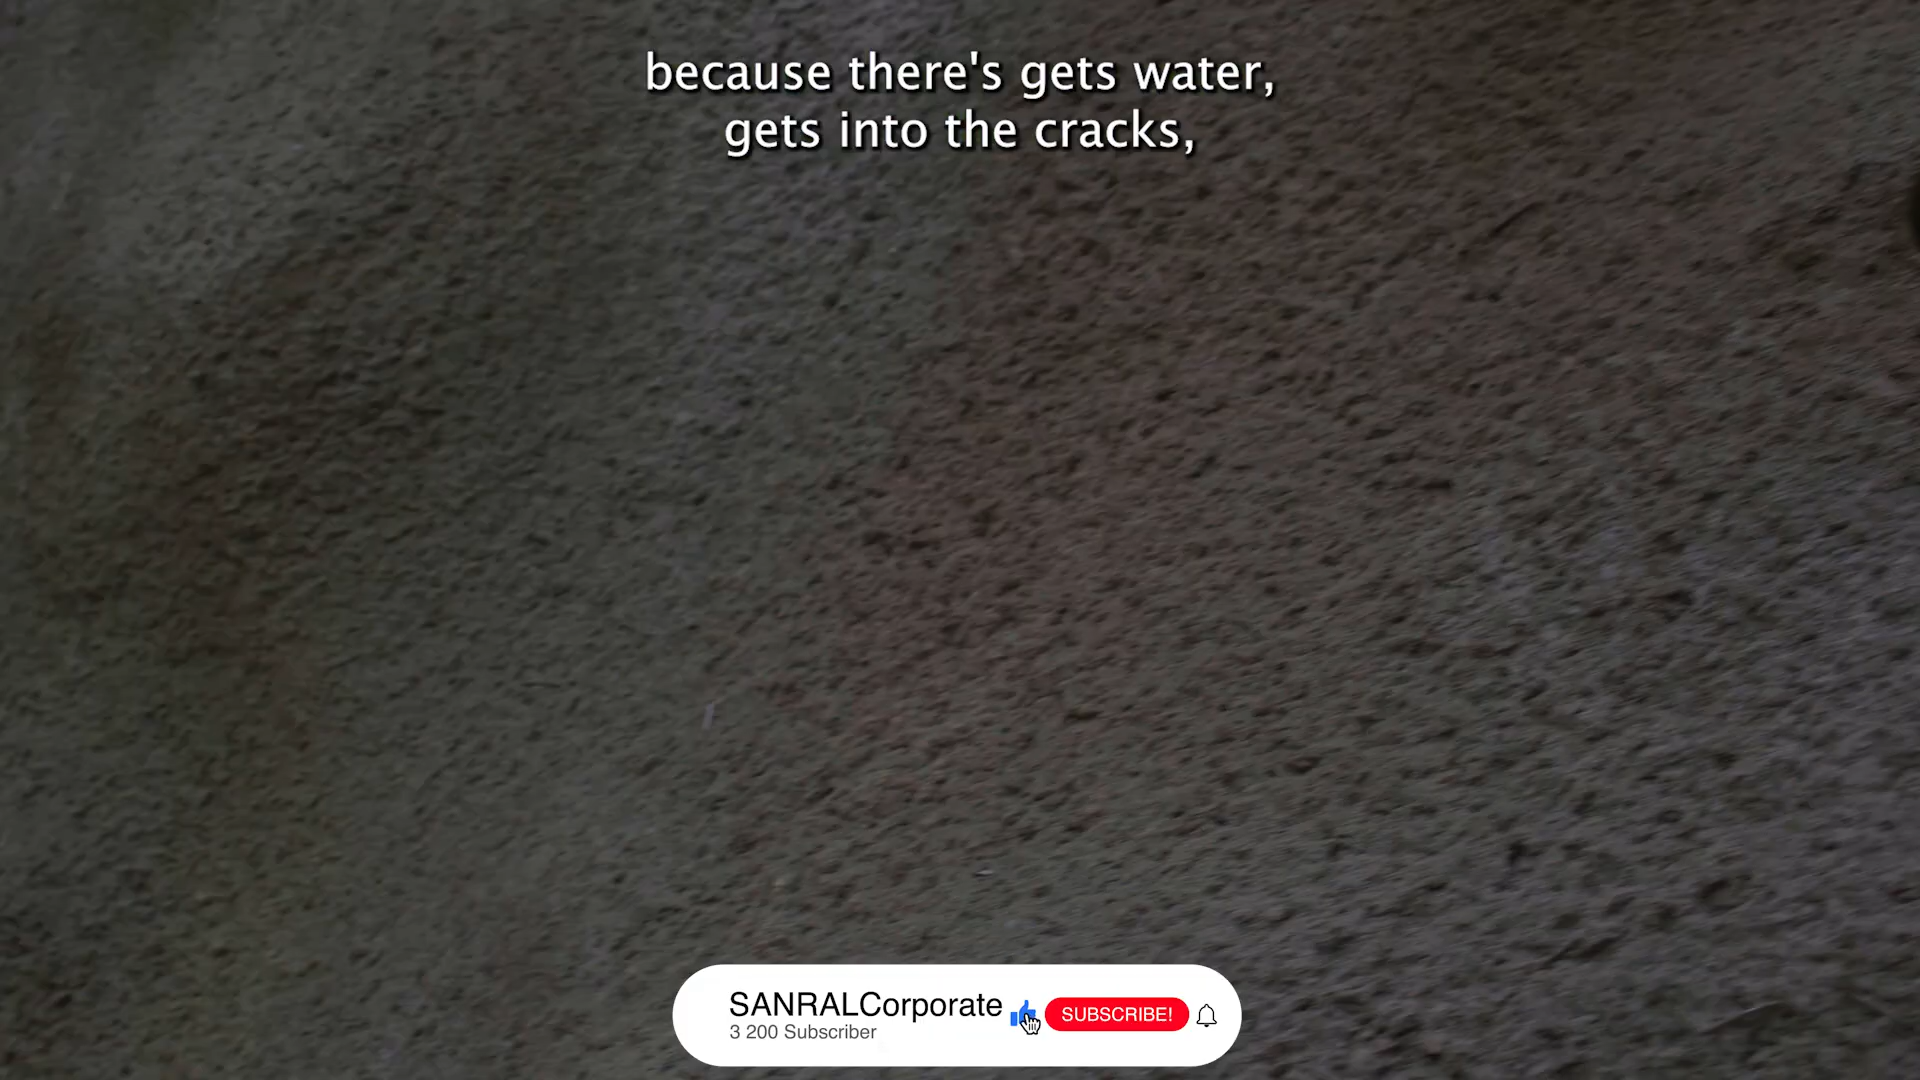 because there's gets water,
gets into the cracks,
SANRALCorporate
SUBSCRIBE!
3 200 Subscriber